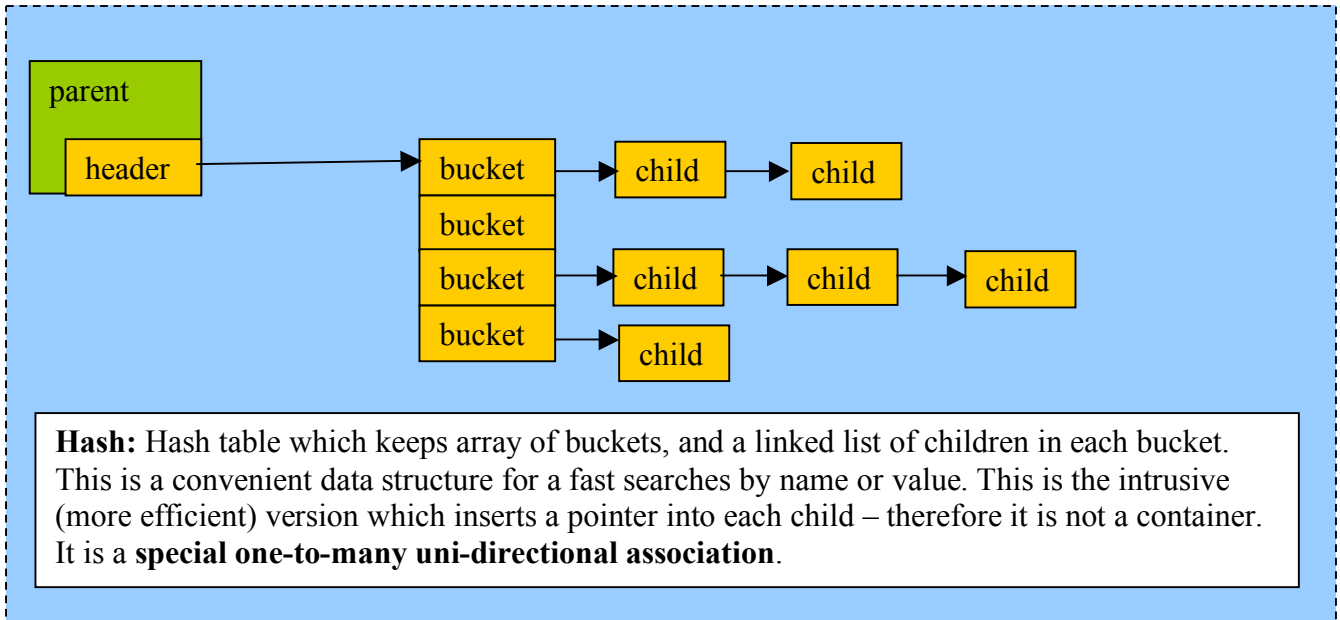 parent
header
bucket child child
bucket
bucket child child child
bucket child
Hash: Hash table which keeps array of buckets, and a linked list of children in each bucket.
This is a convenient data structure for a fast searches by name or value. This is the intrusive
(more efficient) version which inserts a pointer into each child – therefore it is not a container.
It is a special one-to-many uni-directional association.